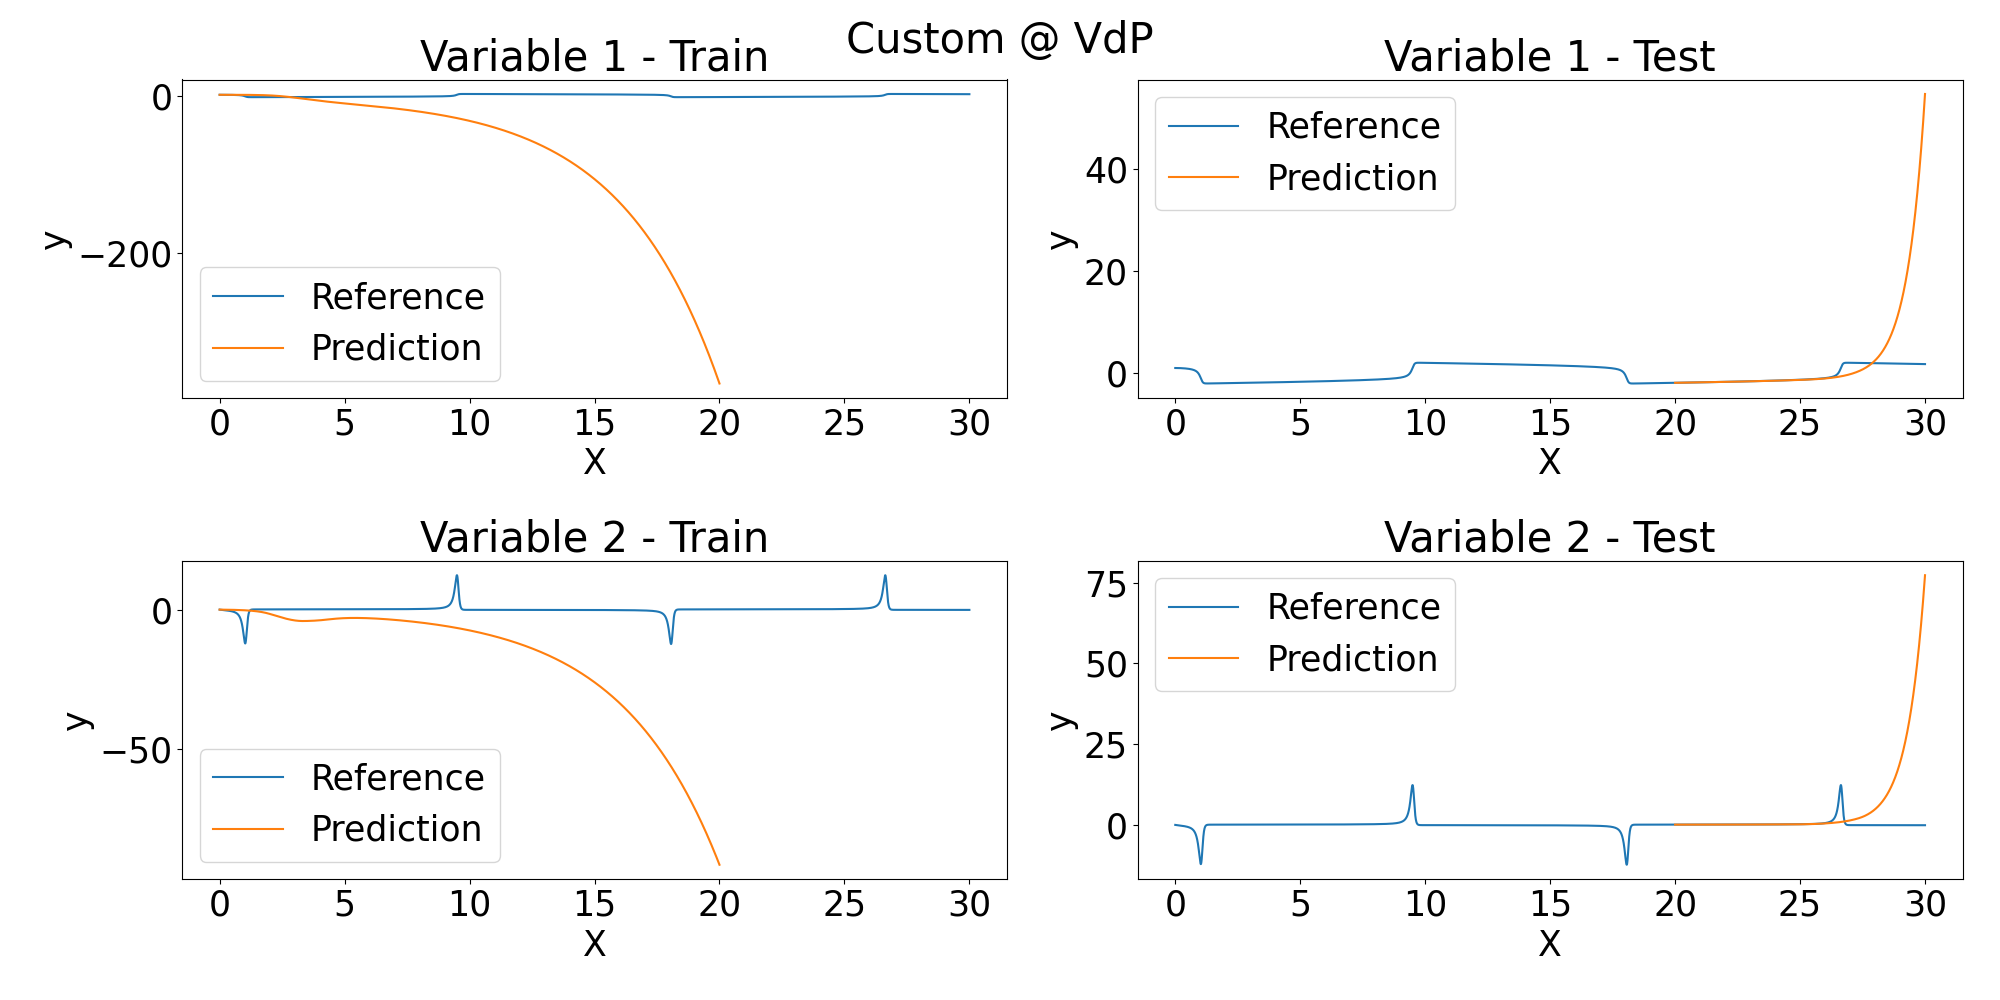 Custom @ VdP
Variable 1 - Train
0
−200
y
Reference
Prediction
0 5 10 15 20 25 30
X
Variable 1 - Test
40
20
0
y
Reference
Prediction
0 5 10 15 20 25 30
X
Variable 2 - Train
0
−50
y
Reference
Prediction
0 5 10 15 20 25 30
X
Variable 2 - Test
75
50
25
0
y
Reference
Prediction
0 5 10 15 20 25 30
X